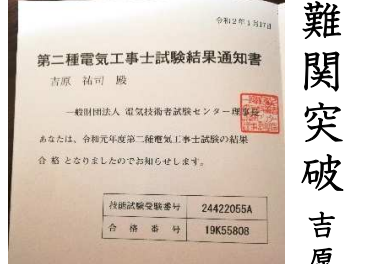 令和2年1月17日
第二種電気工事士試験結果通知書
吉原 祐司 殿
一般財団法人 電気技術者試験センター理事長
あなたは、令和元年度第二種電気工事士試験の結果
合 格 となりましたのでお知らせします。
技能試験受験番号 24422055A
合 格 番 号 19K55808
難関突破 吉原